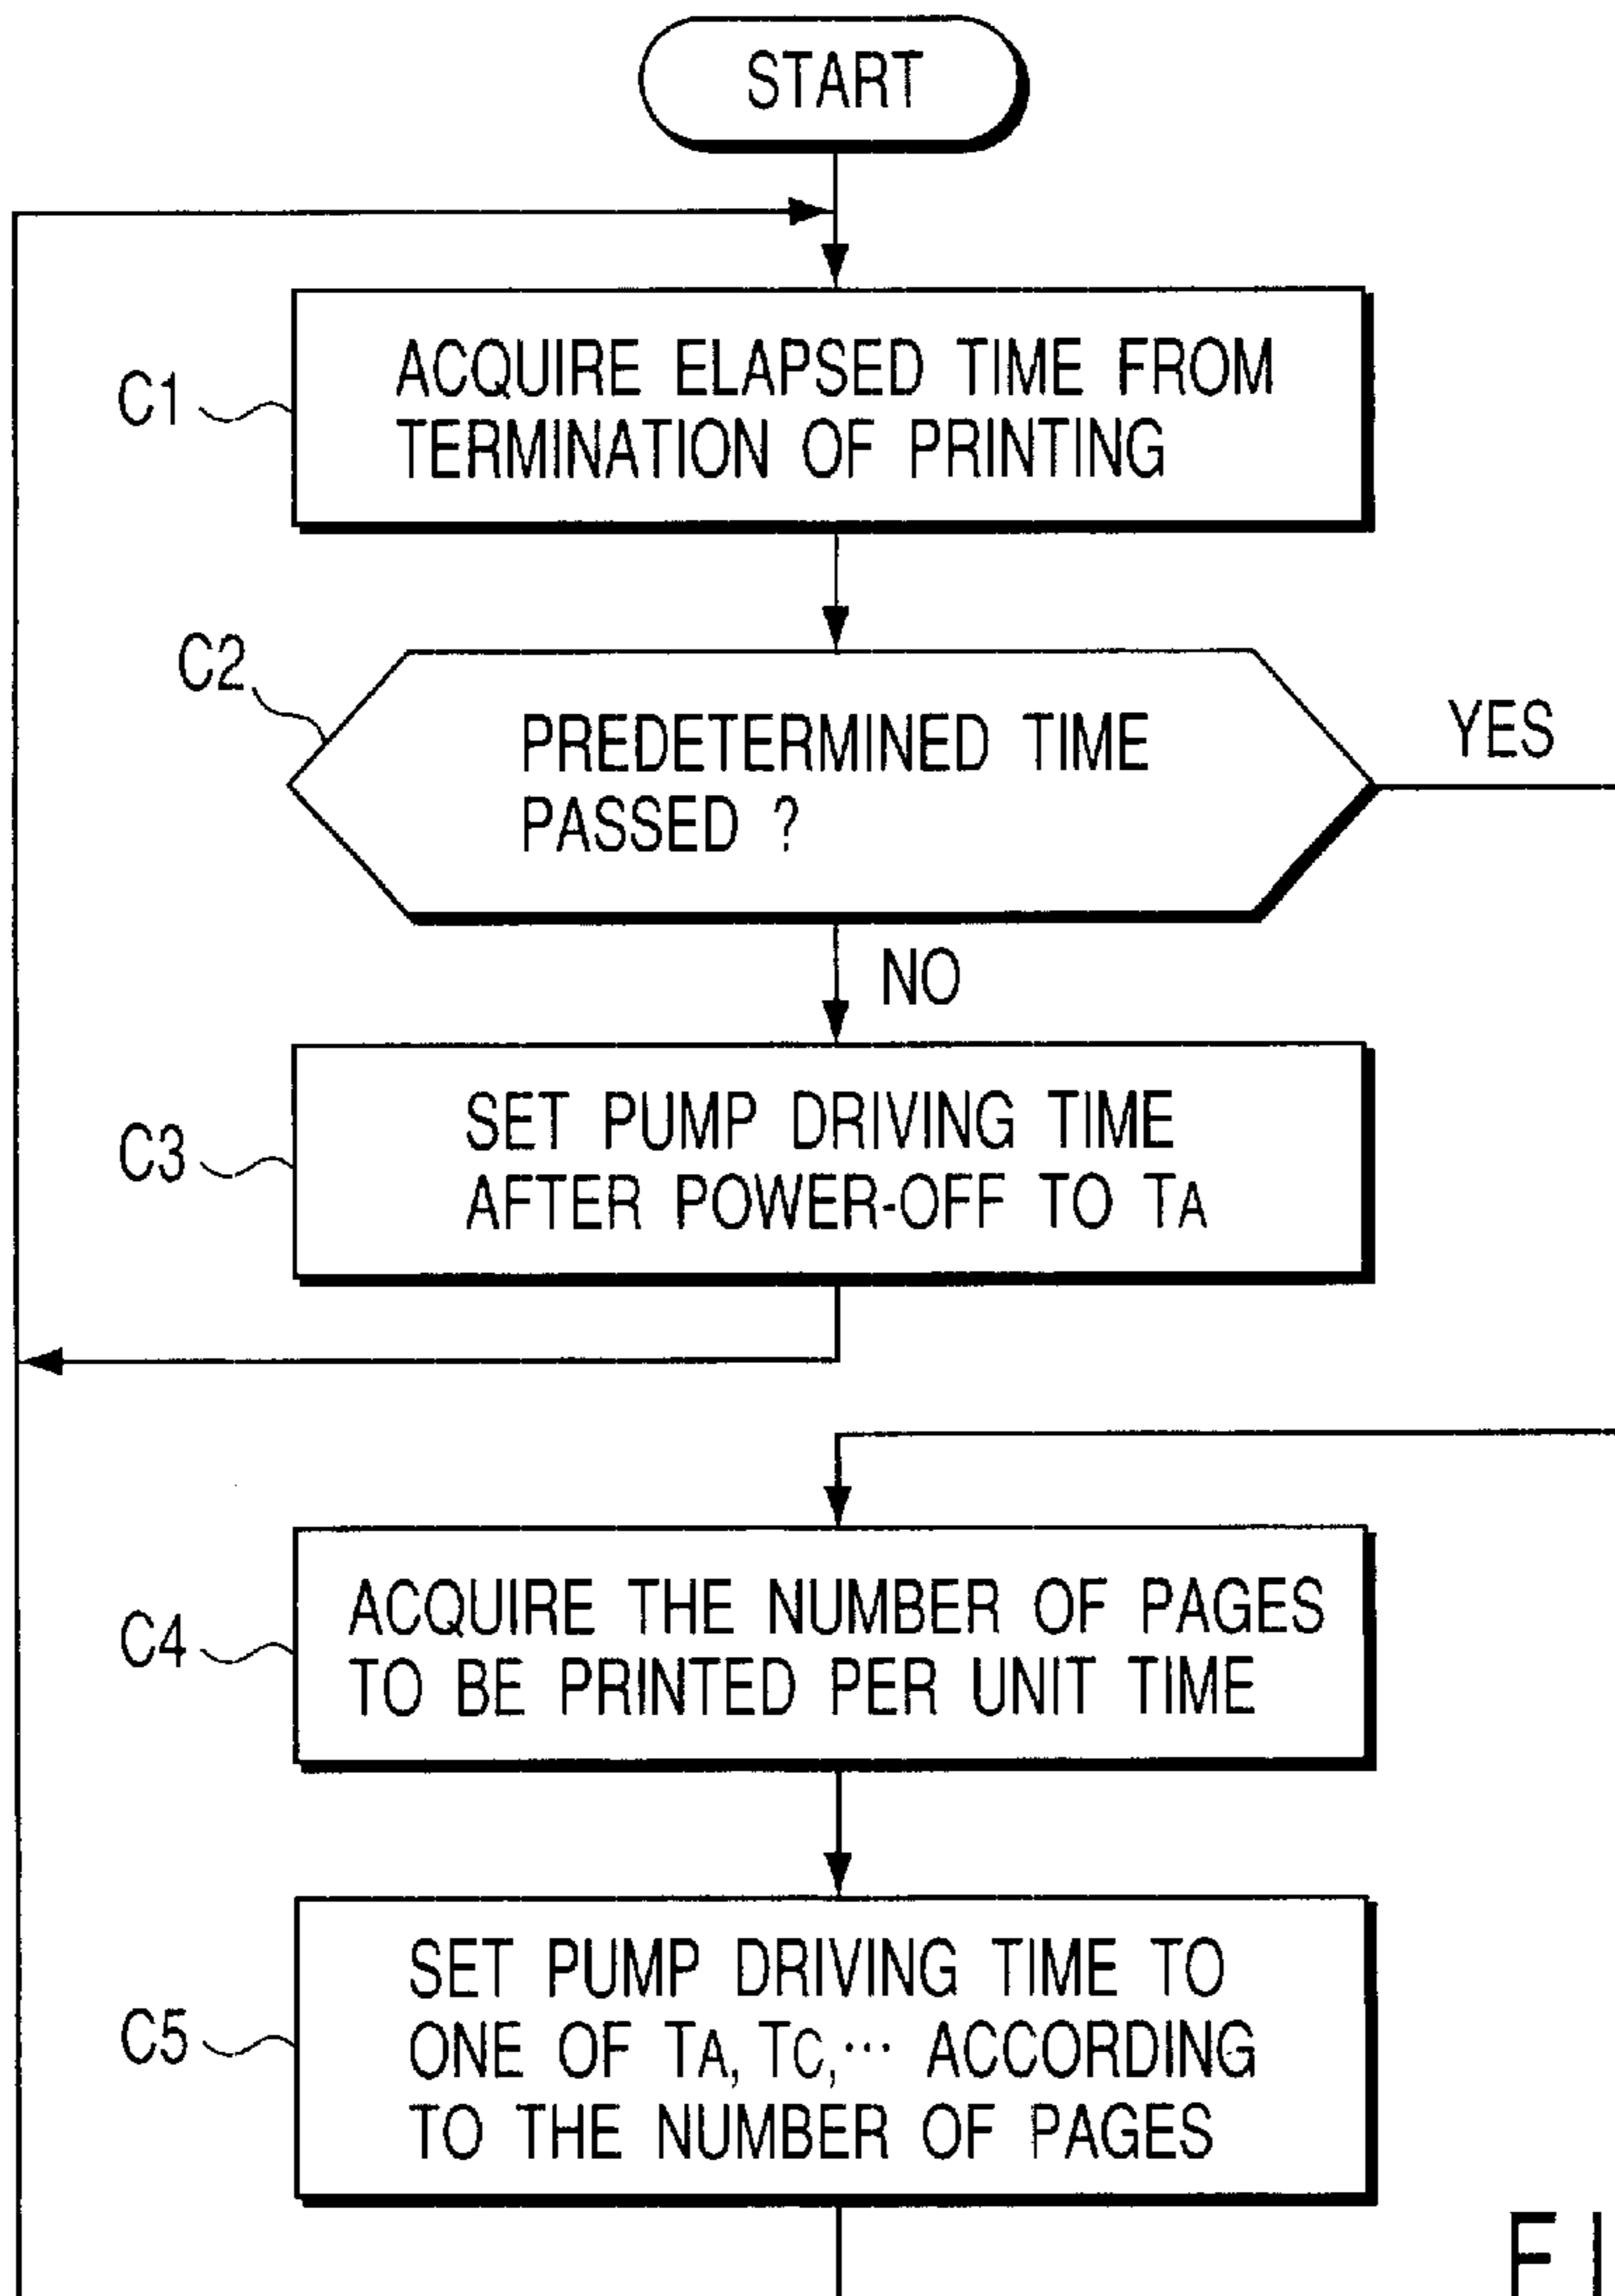 START
C1
ACQUIRE ELAPSED TIME FROM
TERMINATION OF PRINTING
C2
PREDETERMINED TIME
PASSED ?
YES
NO
C3
SET PUMP DRIVING TIME
AFTER POWER-OFF TO TA
C4
ACQUIRE THE NUMBER OF PAGES
TO BE PRINTED PER UNIT TIME
C5
SET PUMP DRIVING TIME TO
ONE OF TA, TC,··· ACCORDING
TO THE NUMBER OF PAGES